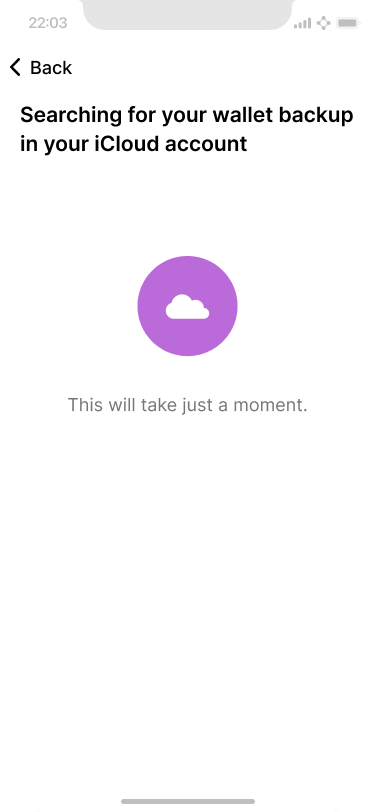 22:03
Back
Searching for your wallet backup
in your iCloud account
This will take just a moment.